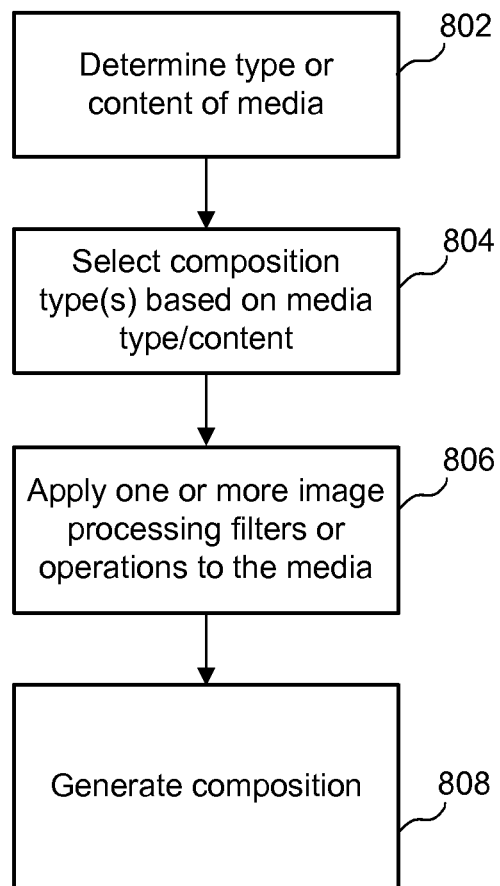 802
Determine type or
content of media
804
Select composition
type(s) based on media
type/content
806
Apply one or more image
processing filters or
operations to the media
Generate composition
808